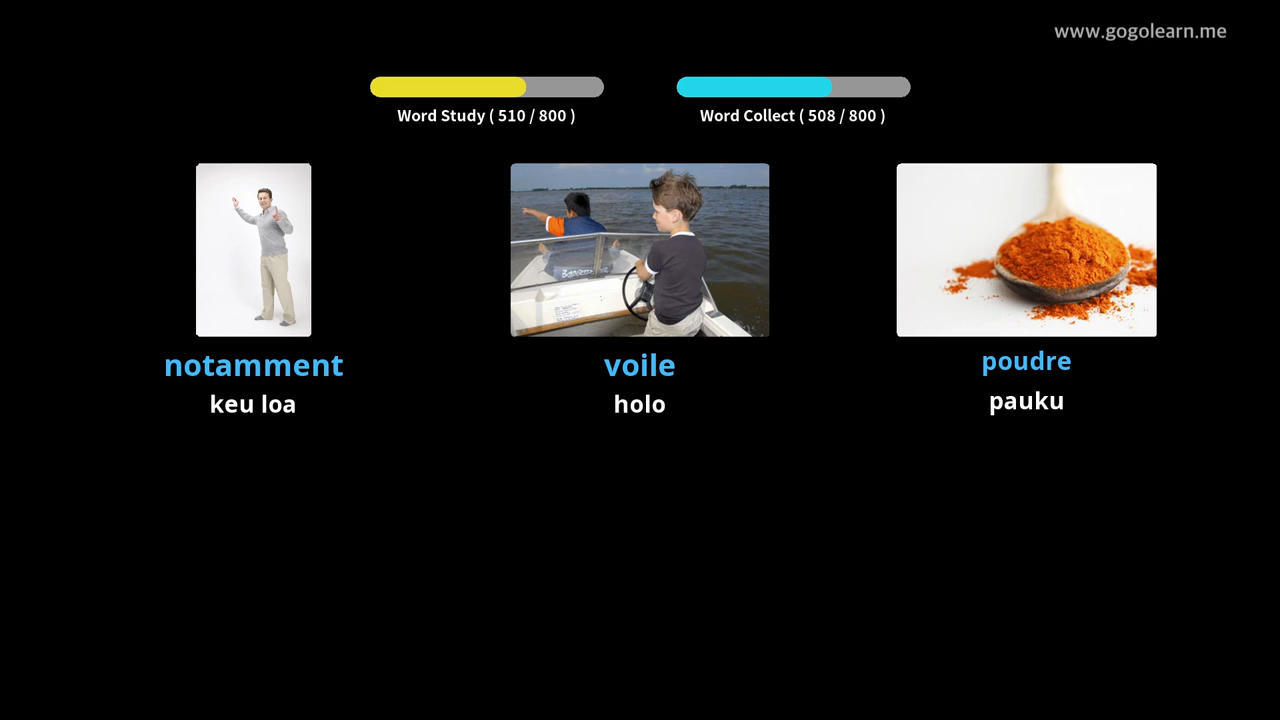 www.gogolearn.me
Word Study ( 510 / 800 )
Word Collect ( 508 / 800 )
notamment
voile
poudre
keu loa
holo
pauku